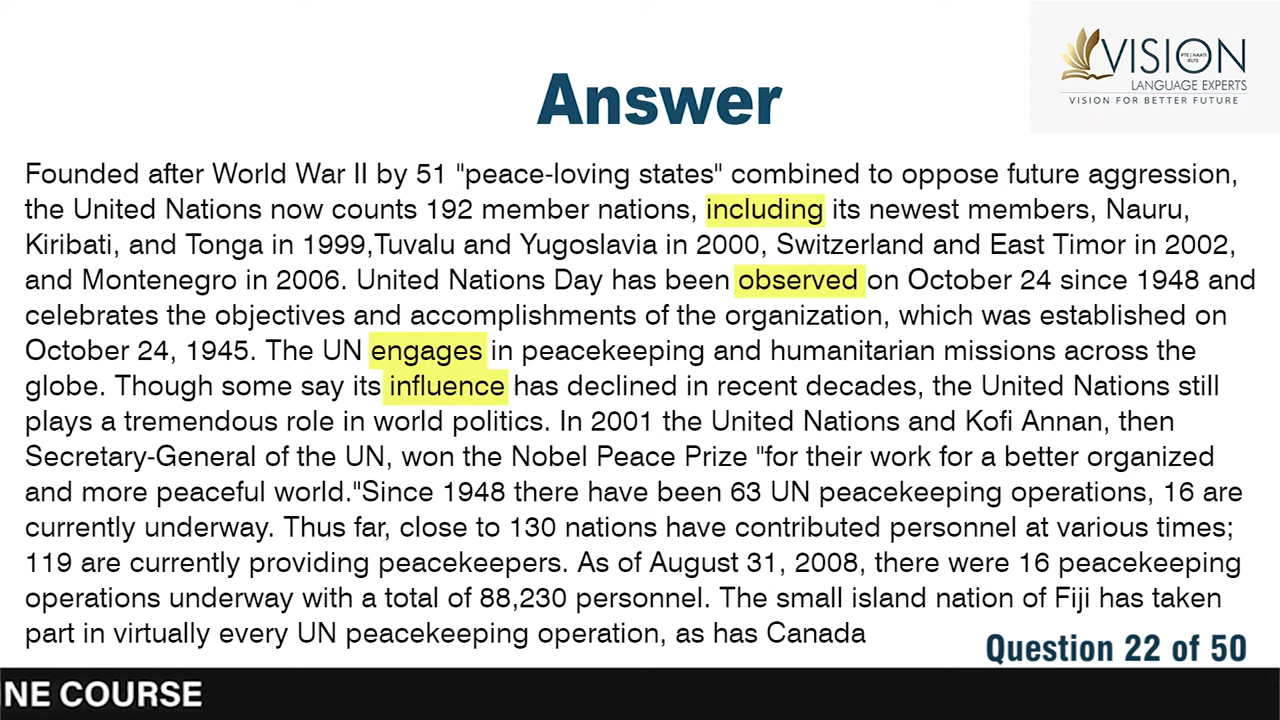 VISION
PTE | NAATI
IELTS
LANGUAGE EXPERTS
VISION FOR BETTER FUTURE
Answer
Founded after World War II by 51 "peace-loving states" combined to oppose future aggression,
the United Nations now counts 192 member nations, including its newest members, Nauru,
Kiribati, and Tonga in 1999,Tuvalu and Yugoslavia in 2000, Switzerland and East Timor in 2002,
and Montenegro in 2006. United Nations Day has been observed on October 24 since 1948 and
celebrates the objectives and accomplishments of the organization, which was established on
October 24, 1945. The UN engages in peacekeeping and humanitarian missions across the
globe. Though some say its influence has declined in recent decades, the United Nations still
plays a tremendous role in world politics. In 2001 the United Nations and Kofi Annan, then
Secretary-General of the UN, won the Nobel Peace Prize "for their work for a better organized
and more peaceful world."Since 1948 there have been 63 UN peacekeeping operations, 16 are
currently underway. Thus far, close to 130 nations have contributed personnel at various times;
119 are currently providing peacekeepers. As of August 31, 2008, there were 16 peacekeeping
operations underway with a total of 88,230 personnel. The small island nation of Fiji has taken
part in virtually every UN peacekeeping operation, as has Canada
Question 22 of 50
NE COURSE